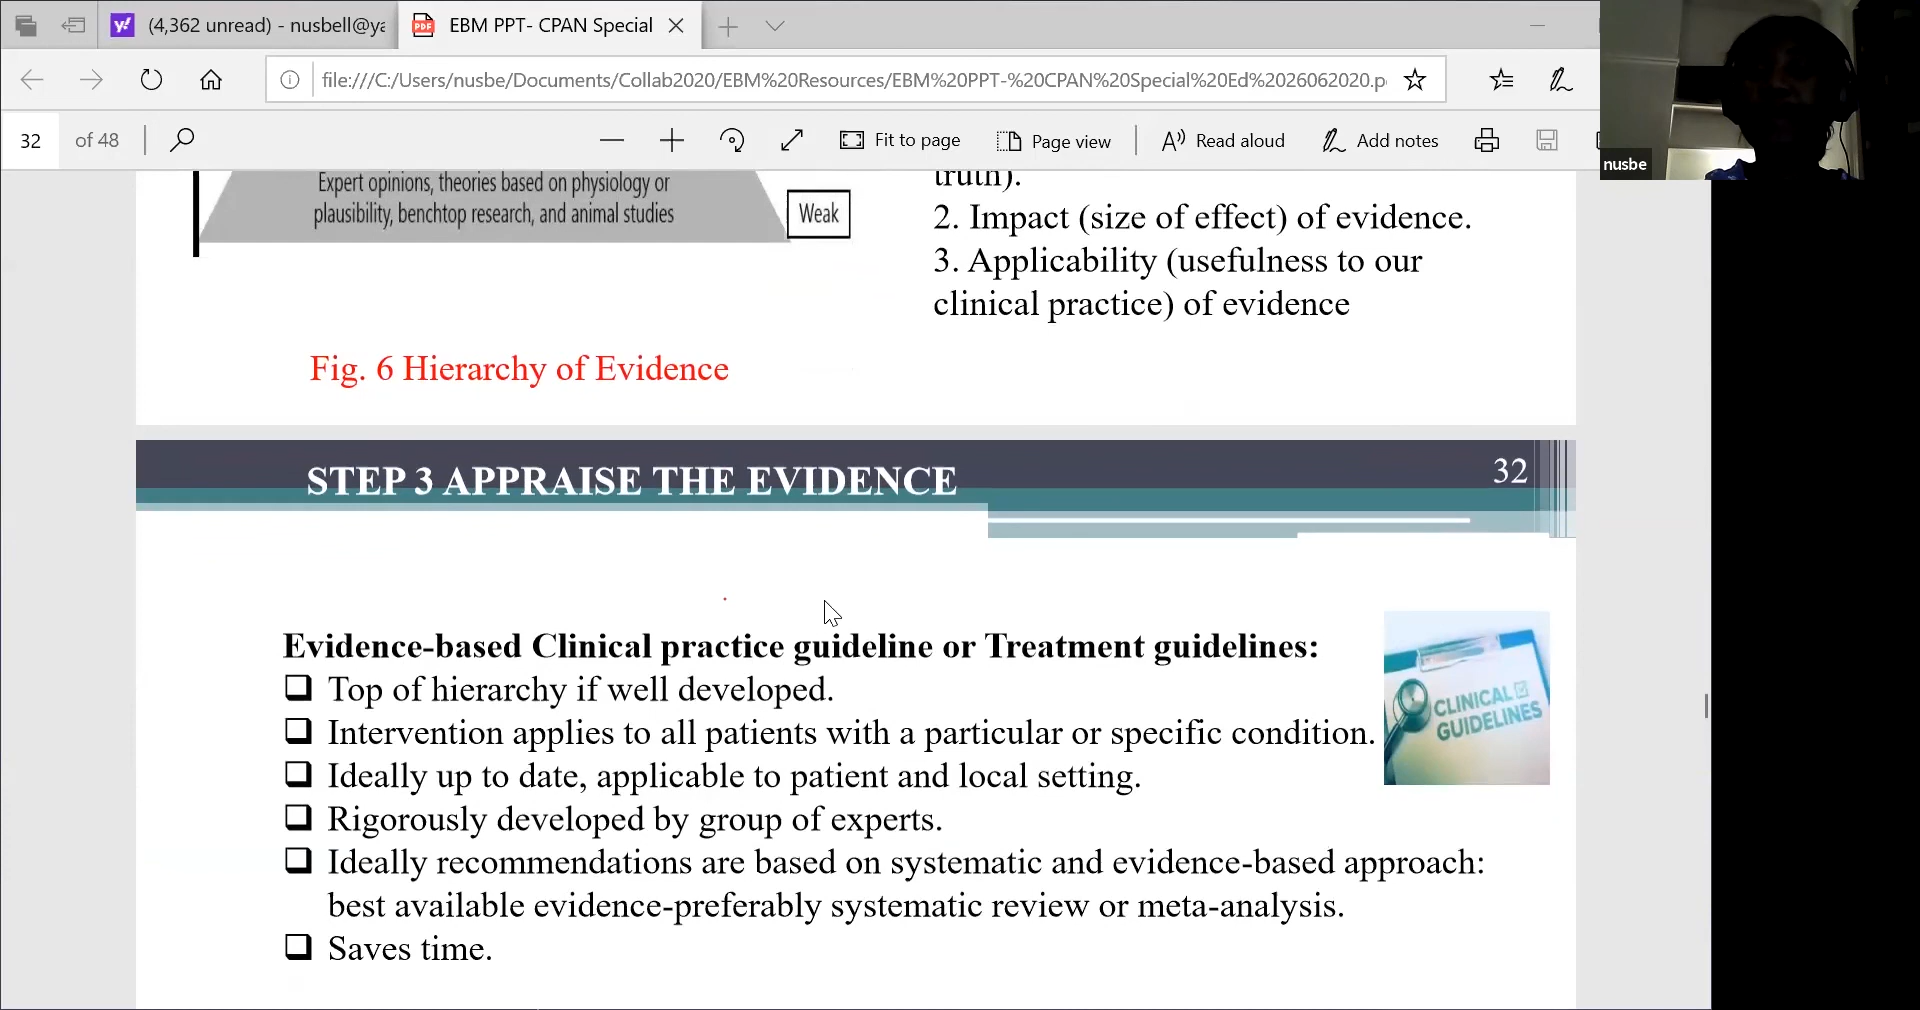 (4,362 unread) - nusbell@ya
EBM PPT- CPAN Special
file:///C:/Users/nusbe/Documents/Collab2020/EBM%20Resources/EBM%20PPT-%20CPAN%20Special%20Ed%2026062020.p
32 of 48
Fit to page
Page view
Read aloud
Add notes
nusbe
Expert opinions, theories based on physiology or
plausibility, benchtop research, and animal studies
Weak
truth).
2. Impact (size of effect) of evidence.
3. Applicability (usefulness to our
clinical practice) of evidence
Fig. 6 Hierarchy of Evidence
STEP 3 APPRAISE THE EVIDENCE
32
Evidence-based Clinical practice guideline or Treatment guidelines:
Top of hierarchy if well developed.
Intervention applies to all patients with a particular or specific condition.
Ideally up to date, applicable to patient and local setting.
Rigorously developed by group of experts.
Ideally recommendations are based on systematic and evidence-based approach:
best available evidence-preferably systematic review or meta-analysis.
Saves time.
CLINICAL
GUIDELINES